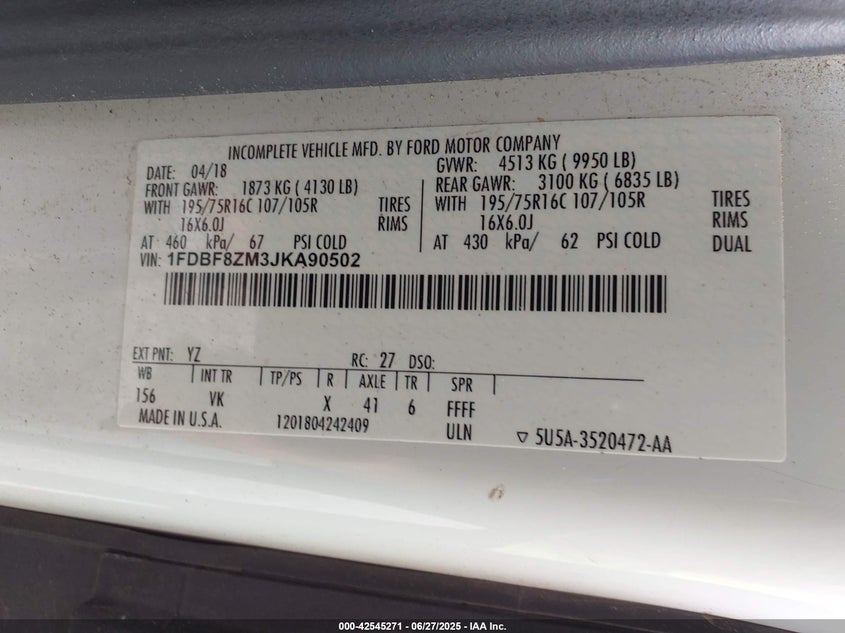 INCOMPLETE VEHICLE MFD. BY FORD MOTOR COMPANY
DATE: 04/18 GVWR: 4513 KG ( 9950 LB)
FRONT GAWR: 1873 KG ( 4130 LB) REAR GAWR: 3100 KG ( 6835 LB)
WITH 195/75R16C 107/105R TIRES WITH 195/75R16C 107/105R TIRES
16X6.0J RIMS 16X6.0J RIMS
AT 460 kPa/ 67 PSI COLD AT 430 kPa/ 62 PSI COLD DUAL
VIN: 1FDBF8ZM3JKA90502
EXT PNT: YZ RC: 27 DSO:
WB INT TR TP/PS R AXLE TR SPR
156 VK X 41 6 FFFF
MADE IN U.S.A. 1201804242409 ULN ▽ 5U5A-3520472-AA
000-42545271 | 06/27/2025 - IAA Inc.